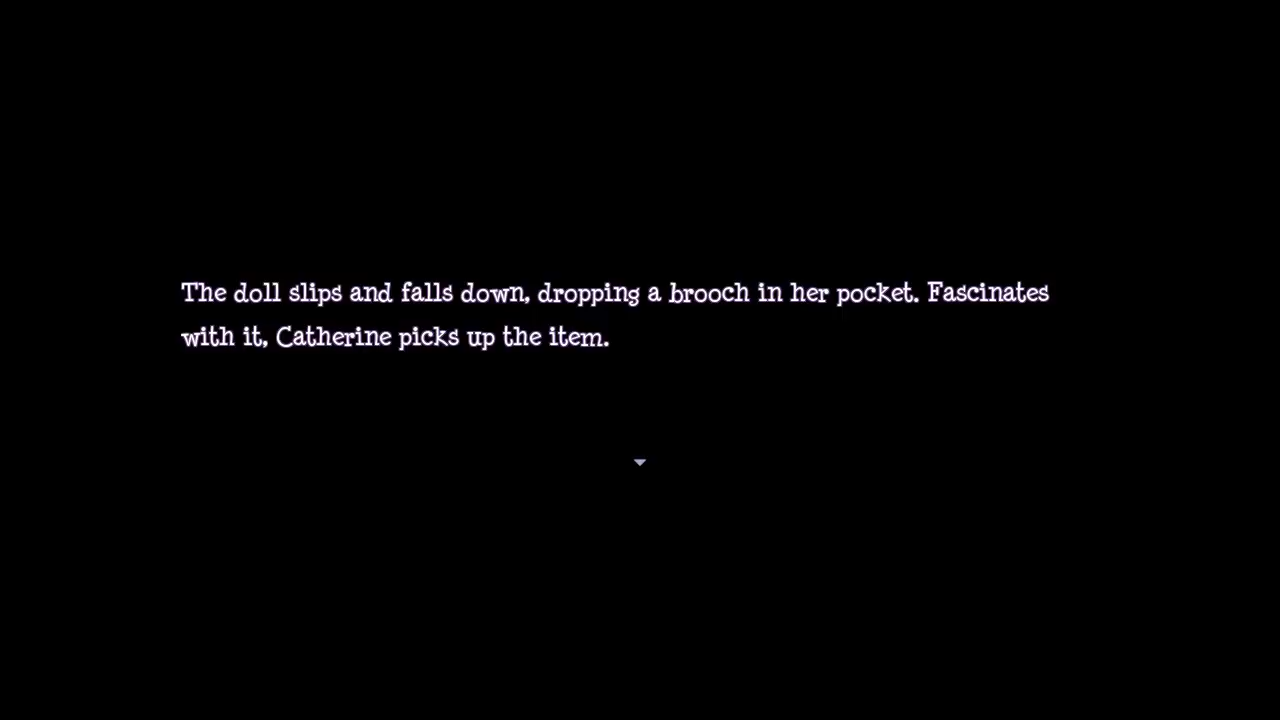 The doll slips and falls down, dropping a brooch in her pocket. Fascinates
with it, Catherine picks up the item.